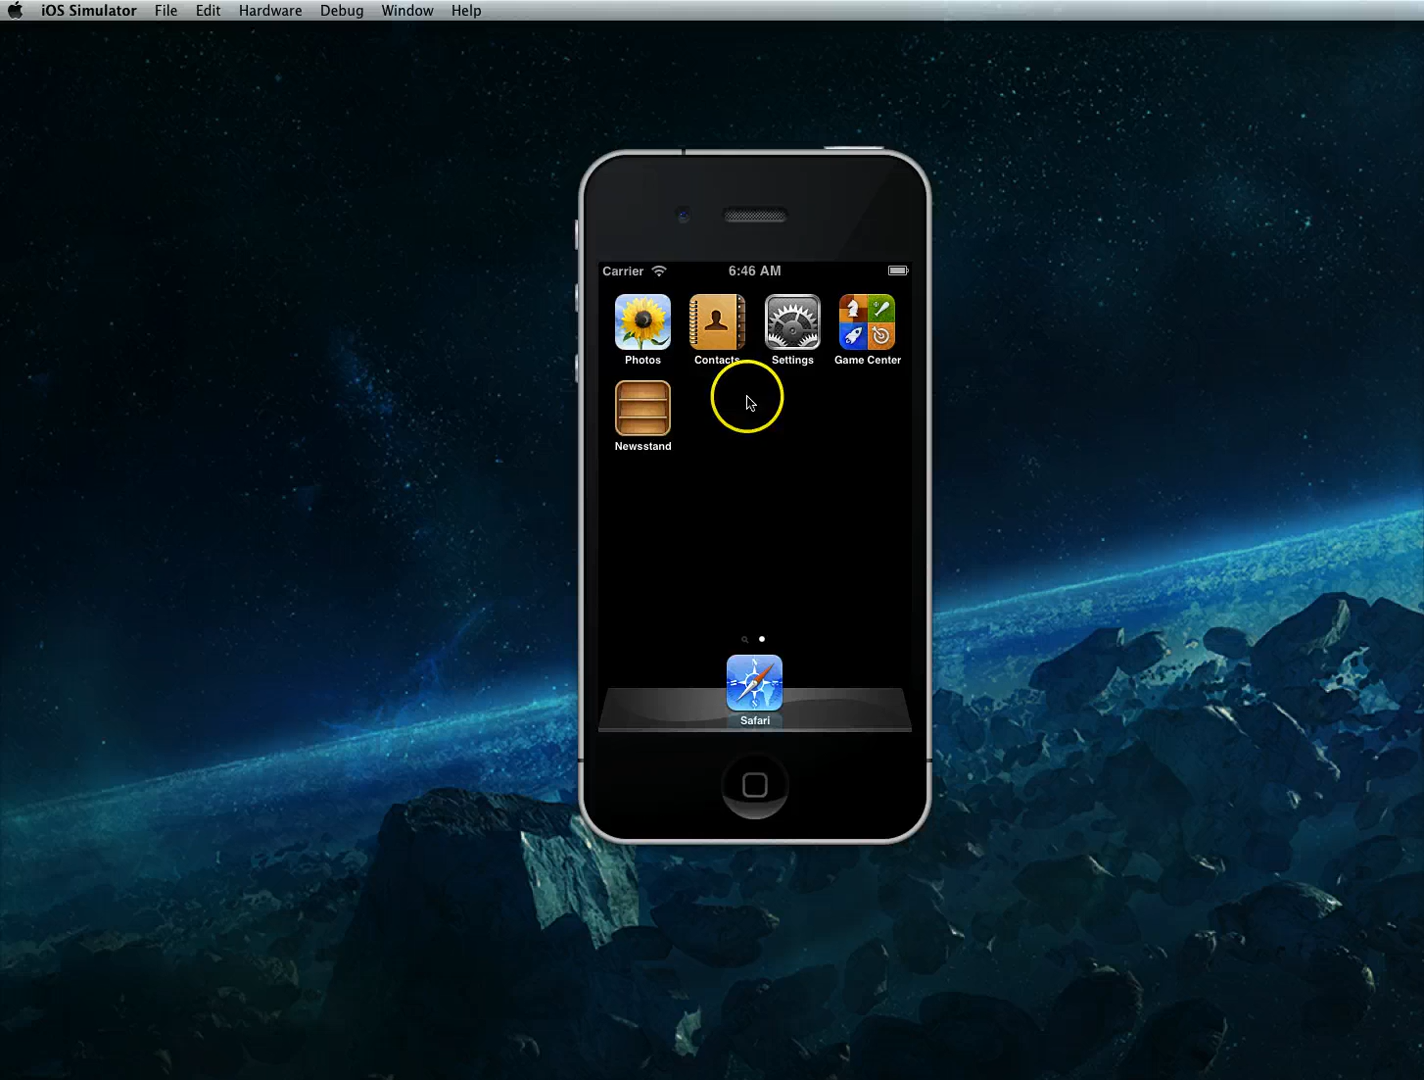 iOS Simulator File Edit Hardware Debug Window Help
Carrier 6:46 AM
Photos Contacts Settings Game Center
Newsstand
Safari